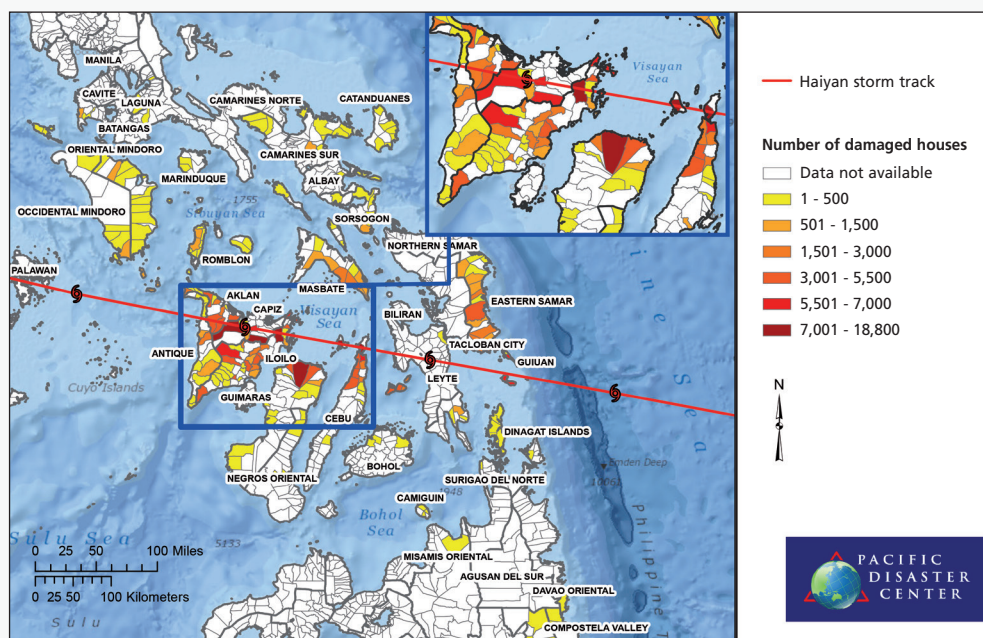 MANILA
CAVITE
LAGUNA
BATANGAS
CAMARINES NORTE
CATANDUANES
ORIENTAL MINDORO
CAMARINES SUR
MARINDUQUE
ALBAY
OCCIDENTAL MINDORO
1755
Sibuyan Sea
SORSOGON
ROMBLON
NORTHERN SAMAR
PALAWAN
MASBATE
AKLAN
CAPIZ
Visayan
Sea
BILIRAN
EASTERN SAMAR
ANTIQUE
ILOILO
TACLOBAN CITY
GUIUAN
Cuyo Islands
LEYTE
GUIMARAS
CEBU
DINAGAT ISLANDS
BOHOL
Emden Deep
10061
NEGROS ORIENTAL
SURIGAO DEL NORTE
CAMIGUIN
4948
Bohol
Sea
Sulu Sea
5133
MISAMIS ORIENTAL
AGUSAN DEL SUR
DAVAO ORIENTAL
COMPOSTELA VALLEY
0 25 50 100 Miles
0 25 50 100 Kilometers
Sulu
Philippine
Visayan
Sea
ine
Sea
Haiyan storm track
Number of damaged houses
Data not available
1 - 500
501 - 1,500
1,501 - 3,000
3,001 - 5,500
5,501 - 7,000
7,001 - 18,800
N
PACIFIC
DISASTER
CENTER